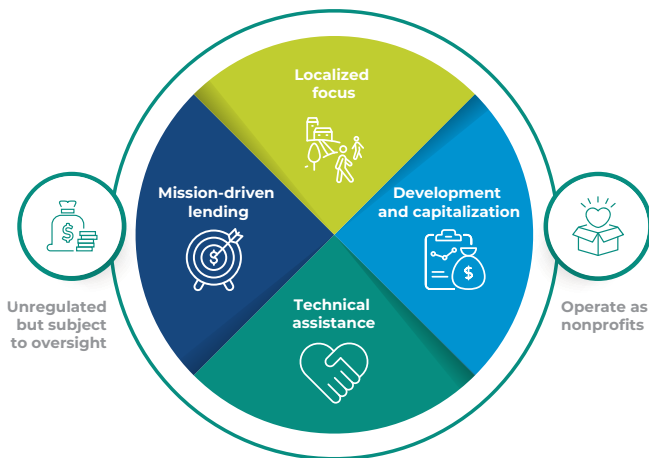 Localized
focus
Mission-driven
lending
$
Development
and capitalization
$
Technical
assistance
$
Unregulated
but subject
to oversight
Operate as
nonprofits